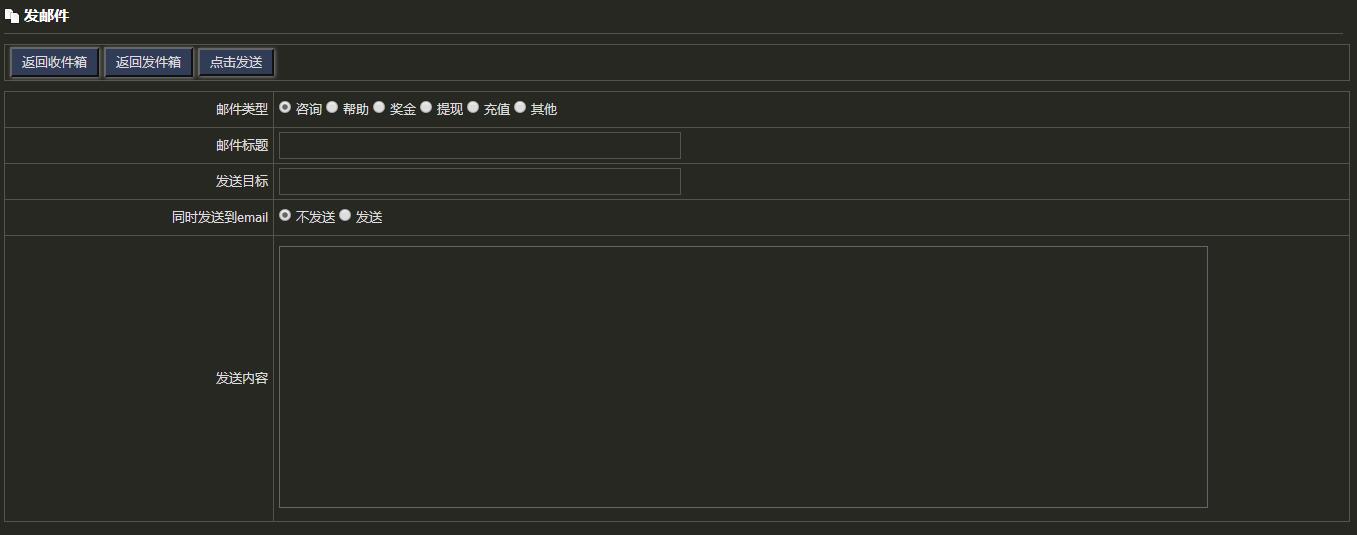 发邮件
返回收件箱 返回发件箱 点击发送
邮件类型 咨询 帮助 奖金 提现 充值 其他
邮件标题
发送目标
同时发送到email 不发送 发送
发送内容